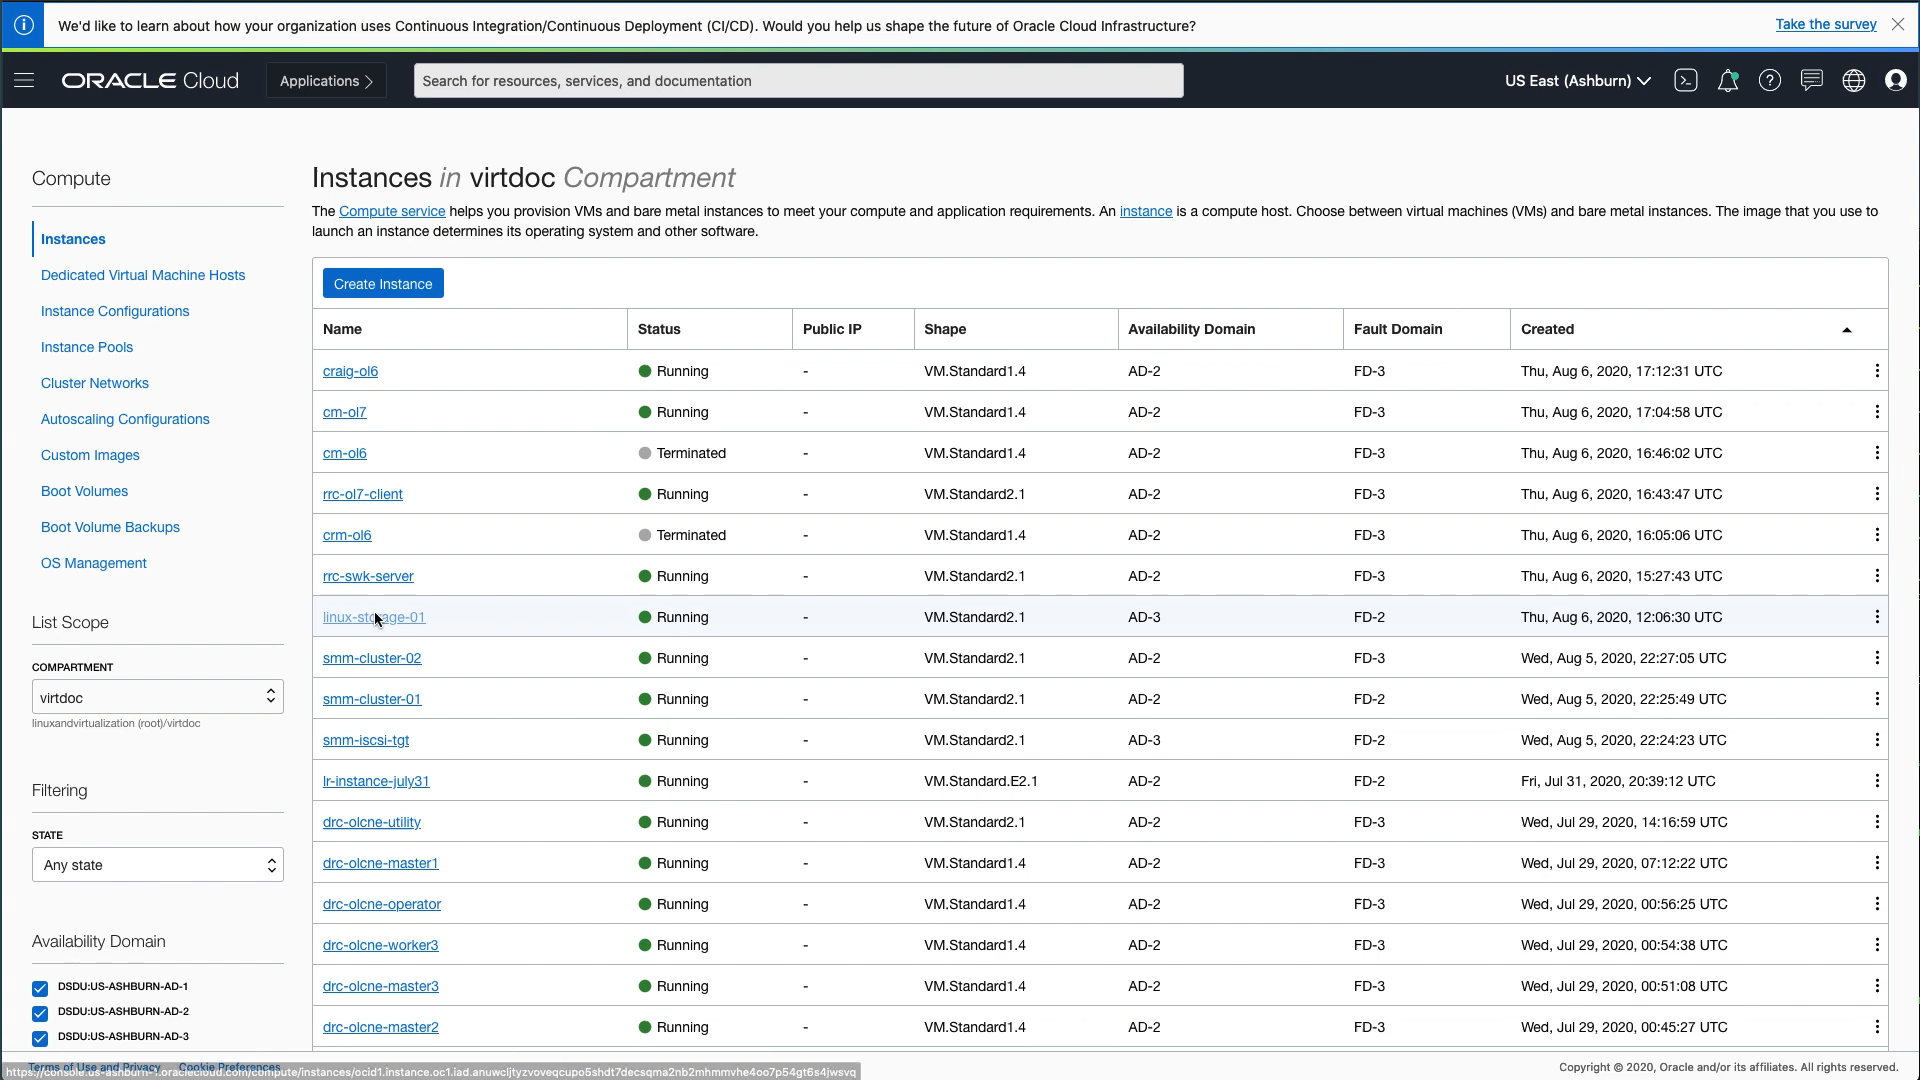 We'd like to learn about how your organization uses Continuous Integration/Continuous Deployment (CI/CD). Would you help us shape the future of Oracle Cloud Infrastructure?
Take the survey
ORACLE Cloud
Applications
Search for resources, services, and documentation
US East (Ashburn)
Compute
Instances
Dedicated Virtual Machine Hosts
Instance Configurations
Instance Pools
Cluster Networks
Autoscaling Configurations
Custom Images
Boot Volumes
Boot Volume Backups
OS Management
List Scope
COMPARTMENT
virtdoc
linuxandvirtualization (root)/virtdoc
Filtering
STATE
Any state
Availability Domain
DSDU:US-ASHBURN-AD-1
DSDU:US-ASHBURN-AD-2
DSDU:US-ASHBURN-AD-3
Instances in virtdoc Compartment
The Compute service helps you provision VMs and bare metal instances to meet your compute and application requirements. An instance is a compute host. Choose between virtual machines (VMs) and bare metal instances. The image that you use to
launch an instance determines its operating system and other software.
Create Instance
Name Status Public IP Shape Availability Domain Fault Domain Created
craig-ol6 Running - VM.Standard1.4 AD-2 FD-3 Thu, Aug 6, 2020, 17:12:31 UTC
cm-ol7 Running - VM.Standard1.4 AD-2 FD-3 Thu, Aug 6, 2020, 17:04:58 UTC
cm-ol6 Terminated - VM.Standard1.4 AD-2 FD-3 Thu, Aug 6, 2020, 16:46:02 UTC
rrc-ol7-client Running - VM.Standard2.1 AD-2 FD-3 Thu, Aug 6, 2020, 16:43:47 UTC
crm-ol6 Terminated - VM.Standard1.4 AD-2 FD-3 Thu, Aug 6, 2020, 16:05:06 UTC
rrc-swk-server Running - VM.Standard2.1 AD-2 FD-3 Thu, Aug 6, 2020, 15:27:43 UTC
linux-storage-01 Running - VM.Standard2.1 AD-3 FD-2 Thu, Aug 6, 2020, 12:06:30 UTC
smm-cluster-02 Running - VM.Standard2.1 AD-2 FD-3 Wed, Aug 5, 2020, 22:27:05 UTC
smm-cluster-01 Running - VM.Standard2.1 AD-2 FD-2 Wed, Aug 5, 2020, 22:25:49 UTC
smm-iscsi-tgt Running - VM.Standard2.1 AD-3 FD-2 Wed, Aug 5, 2020, 22:24:23 UTC
lr-instance-july31 Running - VM.Standard.E2.1 AD-2 FD-2 Fri, Jul 31, 2020, 20:39:12 UTC
drc-olcne-utility Running - VM.Standard2.1 AD-2 FD-3 Wed, Jul 29, 2020, 14:16:59 UTC
drc-olcne-master1 Running - VM.Standard1.4 AD-2 FD-3 Wed, Jul 29, 2020, 07:12:22 UTC
drc-olcne-operator Running - VM.Standard1.4 AD-2 FD-3 Wed, Jul 29, 2020, 00:56:25 UTC
drc-olcne-worker3 Running - VM.Standard1.4 AD-2 FD-3 Wed, Jul 29, 2020, 00:54:38 UTC
drc-olcne-master3 Running - VM.Standard1.4 AD-2 FD-3 Wed, Jul 29, 2020, 00:51:08 UTC
drc-olcne-master2 Running - VM.Standard1.4 AD-2 FD-3 Wed, Jul 29, 2020, 00:45:27 UTC
Terms of Use and Privacy Cookie Preferences
Copyright © 2020, Oracle and/or its affiliates. All rights reserved.